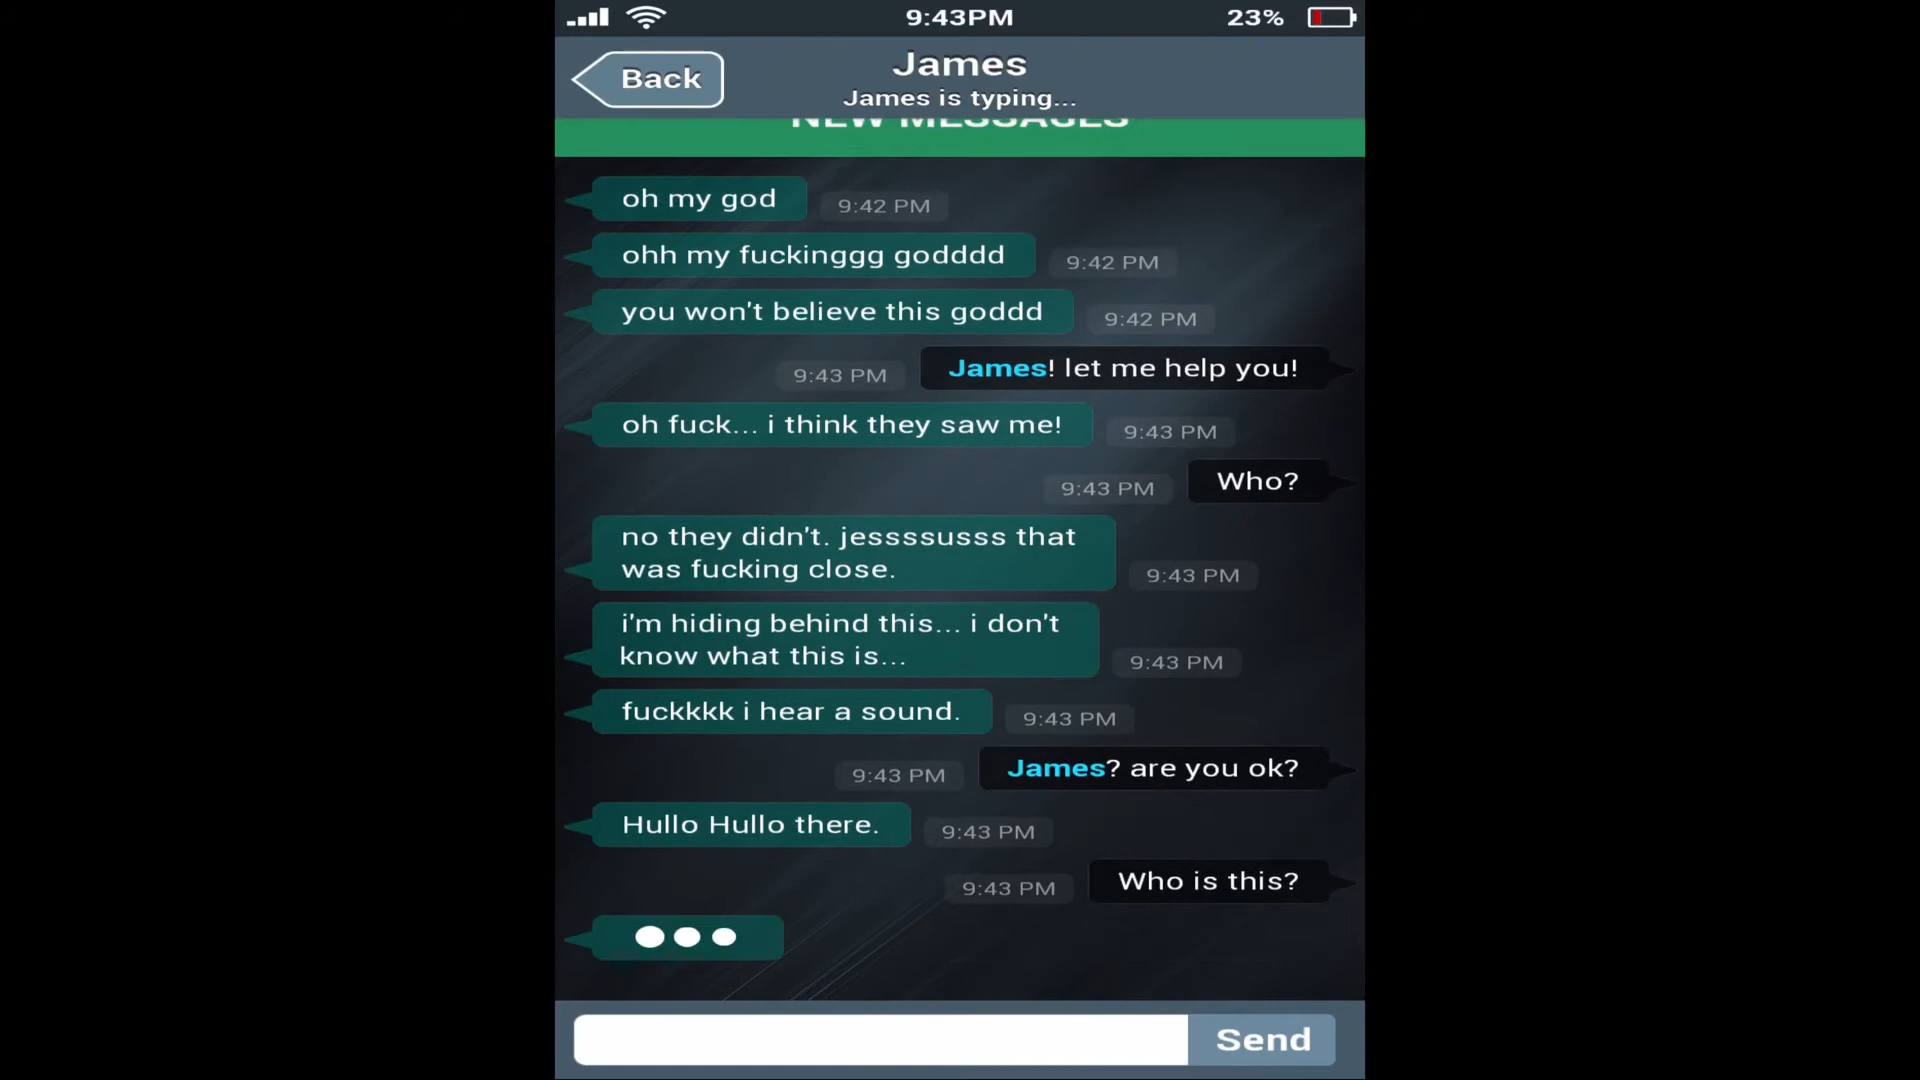 9:43PM
23%
Back
James
James is typing...
NEW MESSAGES
oh my god
9:42 PM
ohh my fuckinggg godddd
9:42 PM
you won't believe this goddd
9:42 PM
9:43 PM
James! let me help you!
oh fuck... i think they saw me!
9:43 PM
9:43 PM
Who?
no they didn't. jessssusss that
was fucking close.
9:43 PM
i'm hiding behind this... i don't
know what this is...
9:43 PM
fuckkkk i hear a sound.
9:43 PM
9:43 PM
James? are you ok?
Hullo Hullo there.
9:43 PM
9:43 PM
Who is this?
Send